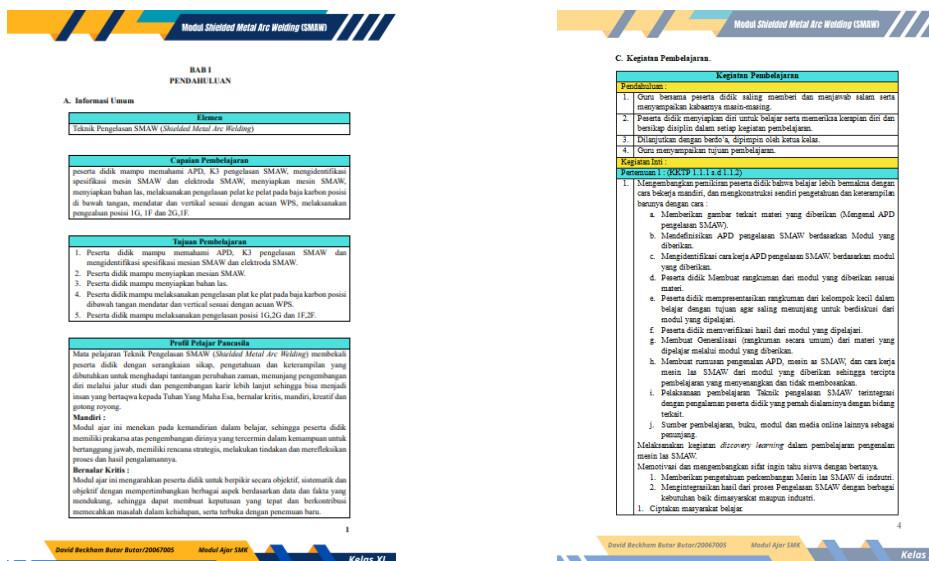 Modul Shielded Metal Arc Welding (SMAW)
BAB I
PENDAHULUAN
A. Informasi Umum
Elemen
Teknik Pengelasan SMAW (Shielded Metal Arc Welding)
Capaian Pembelajaran
peserta didik mampu memahami APD, K3 pengelasan SMAW, mengidentifikasi
spesifikasi mesin SMAW dan elektroda SMAW, menyiapkan mesin SMAW,
menyiapkan bahan las, melaksanakan pengelasan pelat ke pelat pada baja karbon posisi
di bawah tangan, mendatar dan vertikal sesuai dengan acuan WPS, melaksanakan
pengealsan posisi 1G, 1F dan 2G,1F.
Tujuan Pembelajaran
1. Peserta didik mampu memahami APD, K3 pengelasan SMAW dan
mengidentifikasi spesifikasi mesian SMAW dan elektroda SMAW.
2. Peserta didik mampu menyiapkan mesian SMAW.
3. Peserta didik mampu menyiapkan bahan las.
4. Peserta didik mampu melaksanakan pengelasan plat ke plat pada baja karbon posisi
dibawah tangan mendatar dan vertical sesuai dengan acuan WPS.
5. Peserta didik mampu melaksanakan pengelasan posisi 1G,2G dan 1F,2F.
Profil Pelajar Pancasila
Mata pelajaran Teknik Pengelasan SMAW (Shielded Metal Arc Welding) membekali
peserta didik dengan serangkaian sikap, pengetahuan dan keterampilan yang
dibutuhkan untuk menghadapi tantangan perubahan zaman, menunjang pengembangan
diri melalui jalur studi dan pengembangan karir lebih lanjut sehingga bisa menjadi
insan yang bertaqwa kepada Tuhan Yang Maha Esa, bernalar kritis, mandiri, kreatif dan
gotong royong.
Mandiri :
Modul ajar ini menekan pada kemandirian dalam belajar, sehingga peserta didik
memiliki prakarsa atas pengembangan dirinya yang tercermin dalam kemampuan untuk
bertanggung jawab, memiliki rencana strategis, melakukan tindakan dan merefleksikan
proses dan hasil pengalamannya.
Bernalar Kritis :
Modul ajar ini mengarahkan peserta didik untuk berpikir secara objektif, sistematik dan
objektif dengan mempertimbangkan berbagai aspek berdasarkan data dan fakta yang
mendukung, sehingga dapat membuat keputusan yang tepat dan berkontribusi
memecahkan masalah dalam kehidupan, serta terbuka dengan penemuan baru.
1
David Beckham Butar Butar/20067005 Modul Ajar SMK
Kelas XI
Modul Shielded Metal Arc Welding (SMAW)
C. Kegiatan Pembelajaran.
Kegiatan Pembelajaran
Pendahuluan :
1. Guru bersama peserta didik saling memberi dan menjawab salam serta
menyampaikan kabarnya masin-masing.
2. Peserta didik menyiapkan diri untuk belajar serta memeriksa kerapian diri dan
bersikap disiplin dalam setiap kegiatan pembelajaran.
3. Dilanjutkan dengan berdo'a, dipimpin oleh ketua kelas.
4. Guru menyampaikan tujuan pembelajaran.
Kegiatan Inti :
Pertemuan 1 : (KKTP 1.1.1 s.d 1.1.2)
1. Mengembangkan pemikiran peserta didik bahwa belajar lebih bermakna dengan
cara bekerja mandiri, dan mengkonstruksi sendiri pengetahuan dan keterampilan
barunya dengan cara :
a. Memberikan gambar terkait materi yang diberikan (Mengenal APD
pengelasan SMAW).
b. Mendefinisikan APD pengelasan SMAW berdasarkan Modul yang
diberikan.
c. Mengidentifikasi cara kerja APD pengelasan SMAW. berdasarkan modul
yang diberikan.
d. Peserta didik Membuat rangkuman dari modul yang diberikan sesuai
materi.
e. Peserta didik mempresentasikan rangkuman dari kelompok kecil dalam
belajar dengan tujuan agar saling menunjang untuk berdiskusi dari
modul yang dipelajari.
f. Peserta didik memverifikasi hasil dari modul yang dipelajari.
g. Membuat Generalisasi (rangkuman secara umum) dari materi yang
dipelajar melalui modul yang diberikan.
h. Membuat rumusan pengenalan APD, mesin as SMAW, dan cara kerja
mesin las SMAW dari modul yang diberikan sehingga tercipta
pembelajaran yang menyenangkan dan tidak membosankan.
i. Pelaksanaan pembelajaran Teknik pengelasan SMAW terintegrasi
dengan pengalaman peserta didik yang pernah dialaminya dengan bidang
terkait.
j. Sumber pembelajaran, buku, modul dan media online lainnya sebagai
penunjang.
Melaksanakan kegiatan discovery learning dalam pembelajaran pengenalan
mesin las SMAW.
Memotivasi dan mengembangkan sifat ingin tahu siswa dengan bertanya.
1. Memberikan pengetahuan perkembangan Mesin las SMAW di indsutri.
2. Mengintegrasikan hasil dari proses Pengelasan SMAW dengan berbagai
kebutuhan baik dimasyarakat maupun industri.
1. Ciptakan masyarakat belajar.
4
David Beckham Butar Butar/20067005 Modul Ajar SMK
Kelas